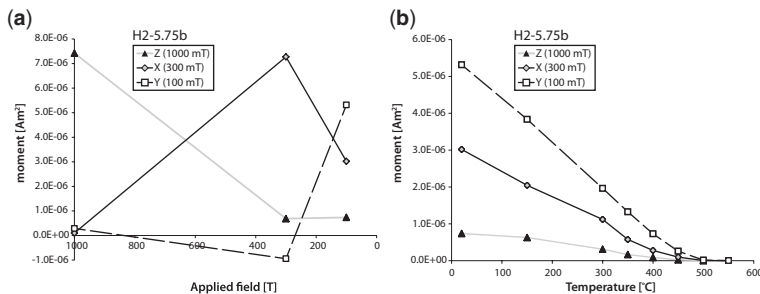 (a)
H2-5.75b
Z (1000 mT)
X (300 mT)
Y (100 mT)
8.0E-06
7.0E-06
6.0E-06
5.0E-06
4.0E-06
3.0E-06
2.0E-06
1.0E-06
0.0E+00
-1.0E-06
moment [Am²]
1000
800
600
400
200
0
Applied field [T]
(b)
H2-5.75b
Z (1000 mT)
X (300 mT)
Y (100 mT)
6.0E-06
5.0E-06
4.0E-06
3.0E-06
2.0E-06
1.0E-06
0.0E+00
moment [Am²]
0
100
200
300
400
500
600
Temperature [°C]